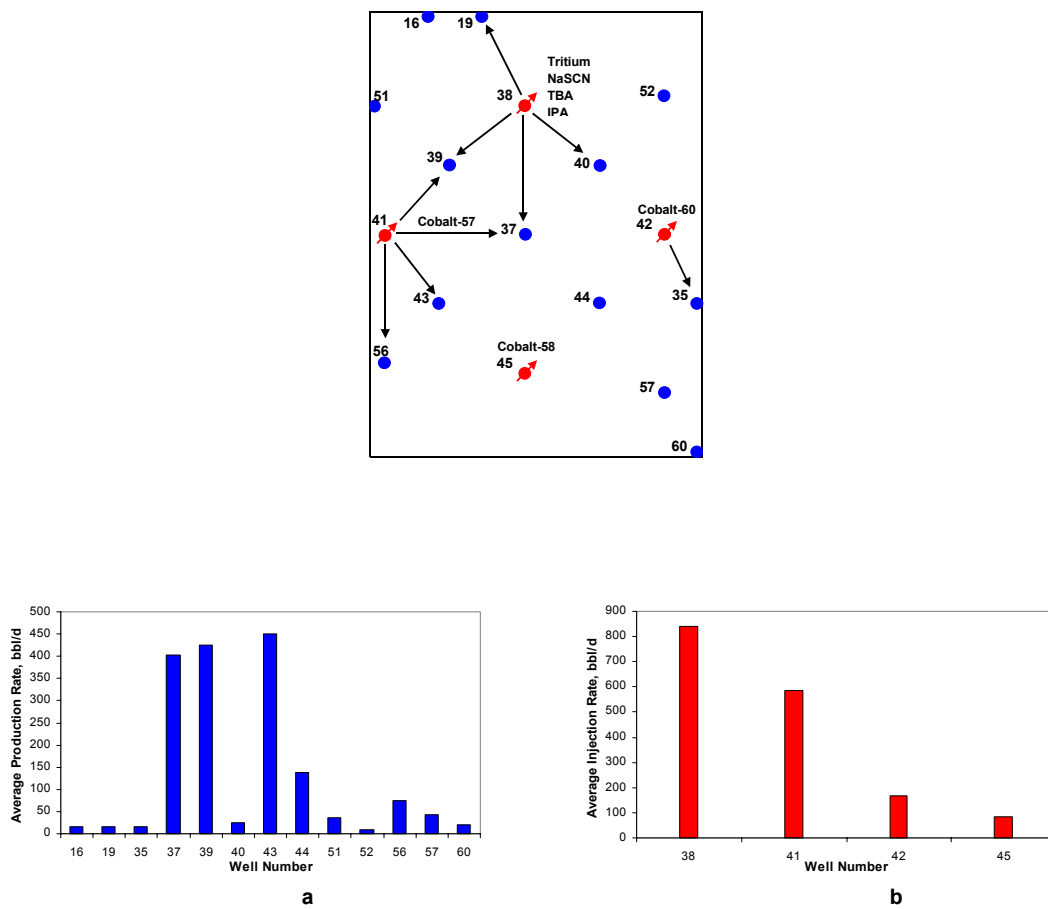 16
19
Tritium
NaSCN
TBA
IPA
51
38
52
39
40
41
Cobalt-57
37
Cobalt-60
42
43
44
35
56
Cobalt-58
45
57
60
Average Production Rate, bbl/d
500
450
400
350
300
250
200
150
100
50
0
16 19 35 37 39 40 43 44 51 52 56 57 60
Well Number
a
Average Injection Rate, bbl/d
900
800
700
600
500
400
300
200
100
0
38 41 42 45
Well Number
b